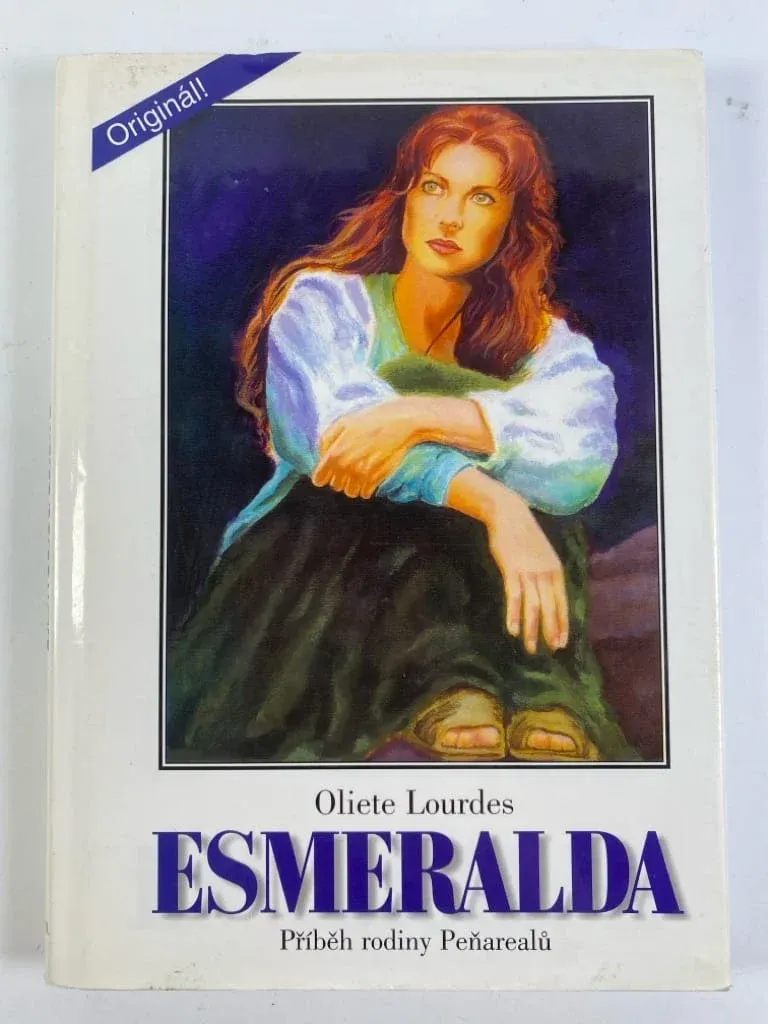 Originál!
Oliete Lourdes
ESMERALDA
Příběh rodiny Peňarealů